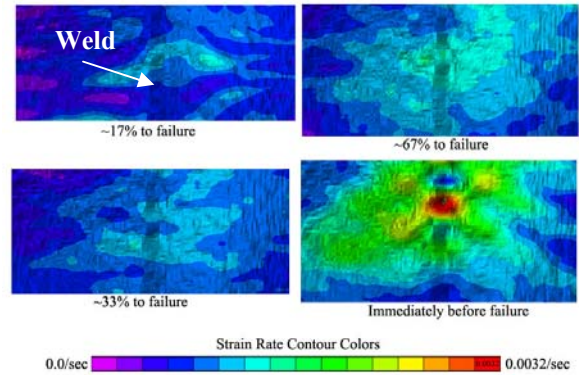 Weld
~17% to failure
~67% to failure
~33% to failure
Immediately before failure
Strain Rate Contour Colors
0.0/sec
0.0032/sec